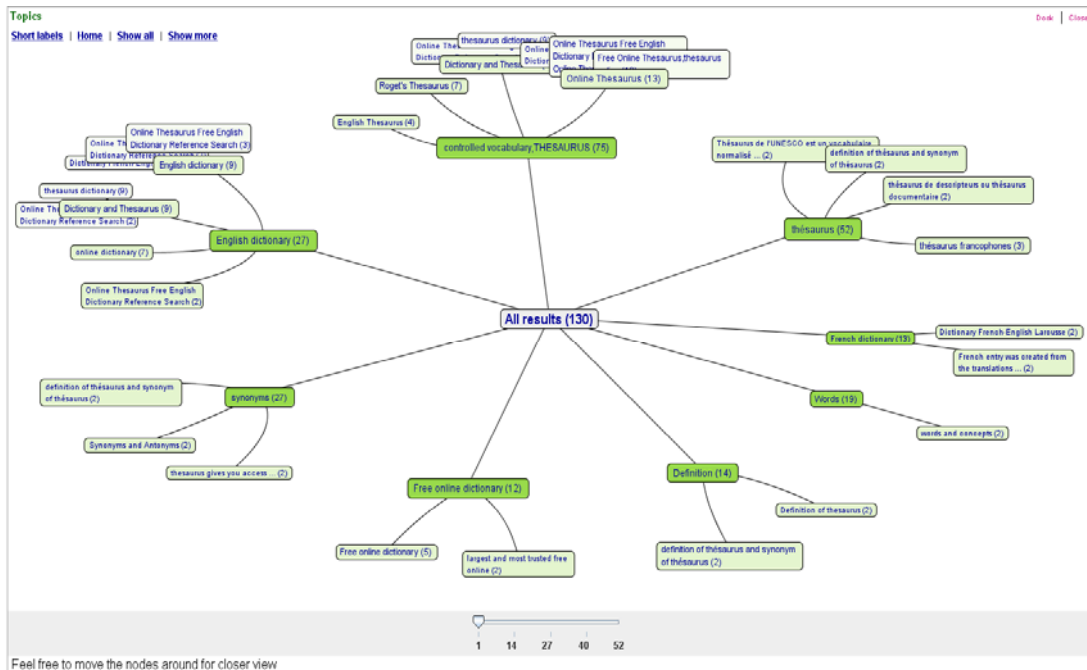 Topics
Desk | Close
Short labels | Home | Show all | Show more
thesaurus dictionary (9)
Online Thesaurus Free English
Online
Dictionary
Free Online Thesaurus,thesaurus
Dictionary and
Online Thesaurus (13)
Roget's Thesaurus (7)
English Thesaurus (4)
controlled vocabulary,THESAURUS (75)
Online Thesaurus Free English
Dictionary Reference Search (3)
English dictionary (9)
thesaurus dictionary (9)
Dictionary and Thesaurus (9)
Dictionary Reference Search (2)
English dictionary (27)
online dictionary (7)
Online Thesaurus Free English
Dictionary Reference Search (2)
Thésaurus de l'UNESCO est un vocabulaire
normalisé ... (2)
definition of thésaurus and synonym
of thésaurus (2)
thésaurus de descripteurs ou thésaurus
documentaire (2)
thésaurus (52)
thésaurus francophones (3)
All results (130)
French dictionary (13)
Dictionary French-English Larousse (2)
French entry was created from
the translations ... (2)
definition of thésaurus and synonym
of thésaurus (2)
synonyms (27)
Synonyms and Antonyms (2)
thesaurus gives you access ... (2)
Words (19)
words and concepts (2)
Free online dictionary (12)
Free online dictionary (5)
largest and most trusted free
online (2)
Definition (14)
Definition of thesaurus (2)
definition of thésaurus and synonym
of thésaurus (2)
1 14 27 40 52
Feel free to move the nodes around for closer view